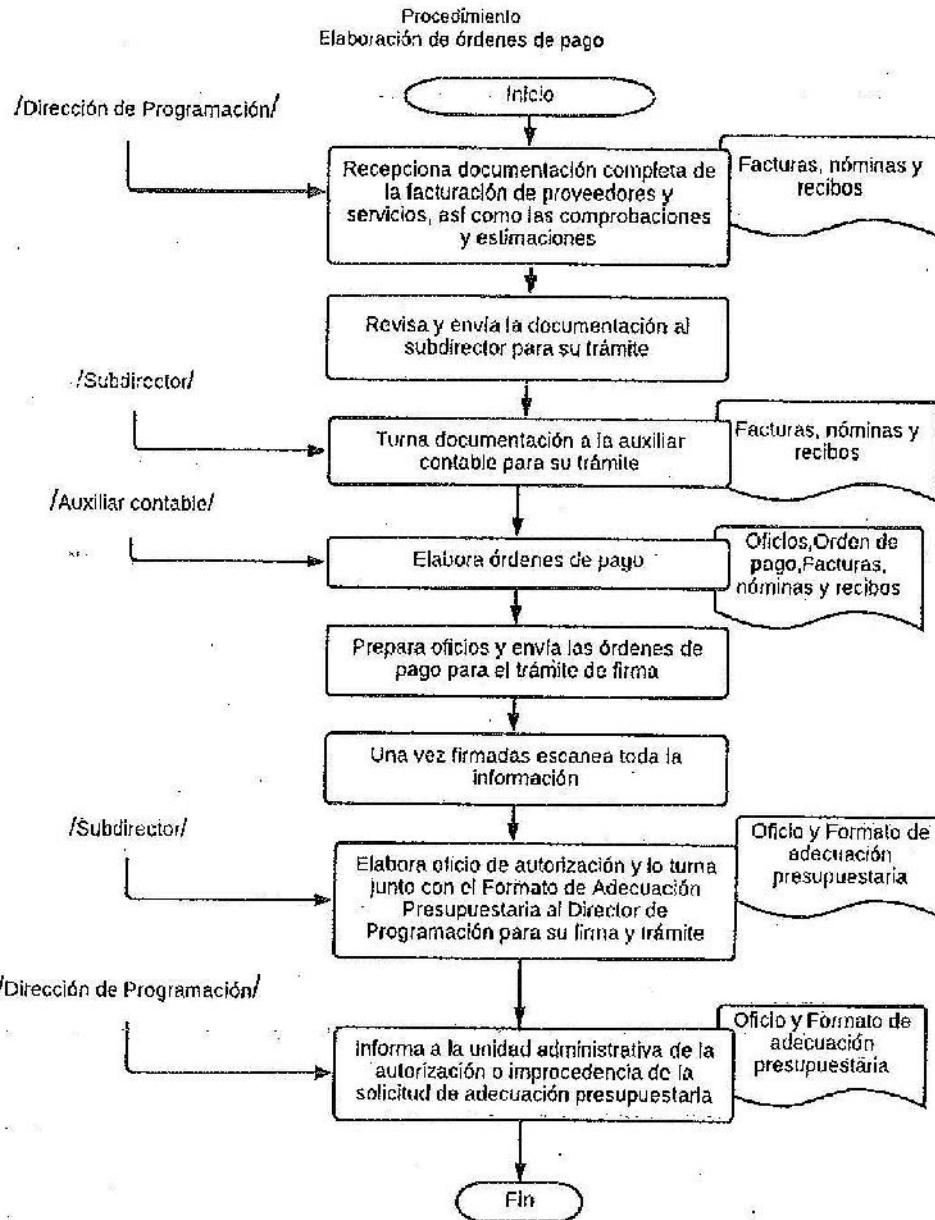 Procedimiento
Elaboración de órdenes de pago
Inicio
/Dirección de Programación/
Recepciona documentación completa de
la facturación de proveedores y
servicios, así como las comprobaciones
y estimaciones
Facturas, nóminas y
recibos
Revisa y envía la documentación al
subdirector para su trámite
/Subdirector/
Turna documentación a la auxiliar
contable para su trámite
Facturas, nóminas y
recibos
/Auxiliar contable/
Elabora órdenes de pago
Oficios,Orden de
pago,Facturas,
nóminas y recibos
Prepara oficios y envía las órdenes de
pago para el trámite de firma
Una vez firmadas escanea toda la
información
/Subdirector/
Elabora oficio de autorización y lo turna
junto con el Formato de Adecuación
Presupuestaria al Director de
Programación para su firma y trámite
Oficio y Formato de
adecuación
presupuestaria
/Dirección de Programación/
Informa a la unidad administrativa de la
autorización o improcedencia de la
solicitud de adecuación presupuestaria
Oficio y Formato de
adecuación
presupuestaria
Fin